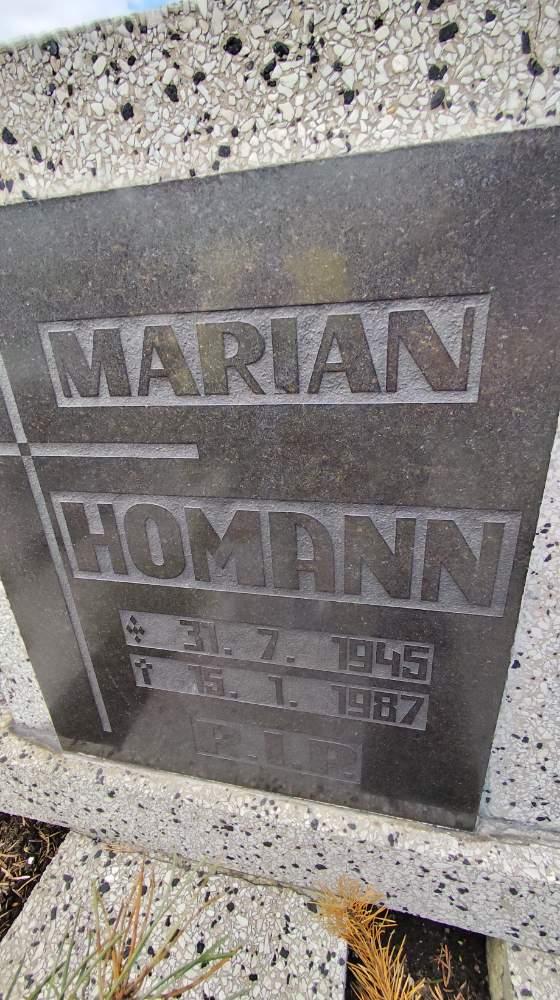 MARIAN
HOMANN
31. 7. 1945
† 15. 1. 1987
R.I.P.